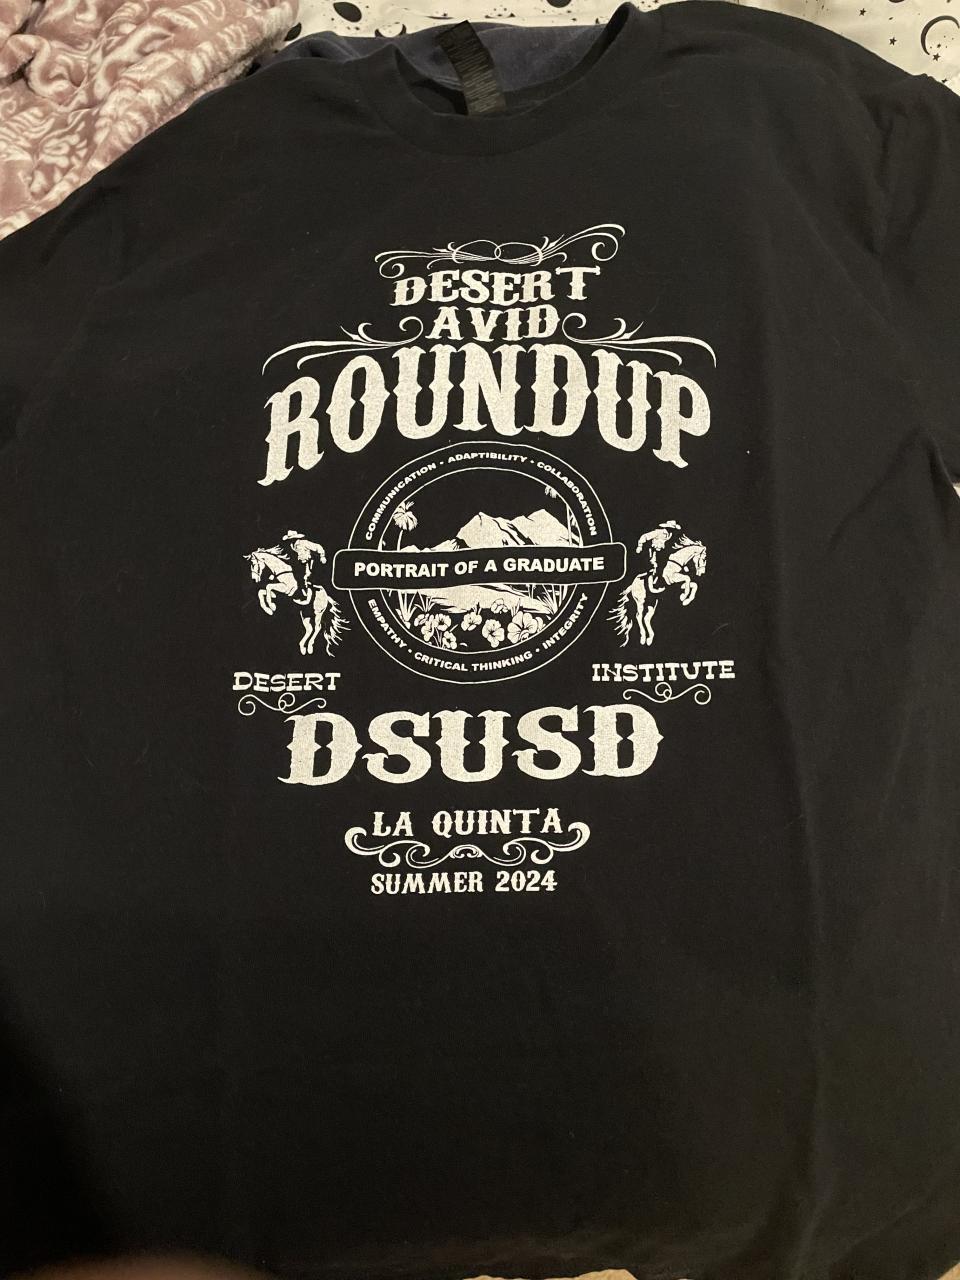 DESERT
AVID
ROUNDUP
COMMUNICATION • ADAPTIBILITY • COLLABORATION
PORTRAIT OF A GRADUATE
EMPATHY • CRITICAL THINKING • INTEGRITY
DESERT INSTITUTE
DSUSD
LA QUINTA
SUMMER 2024